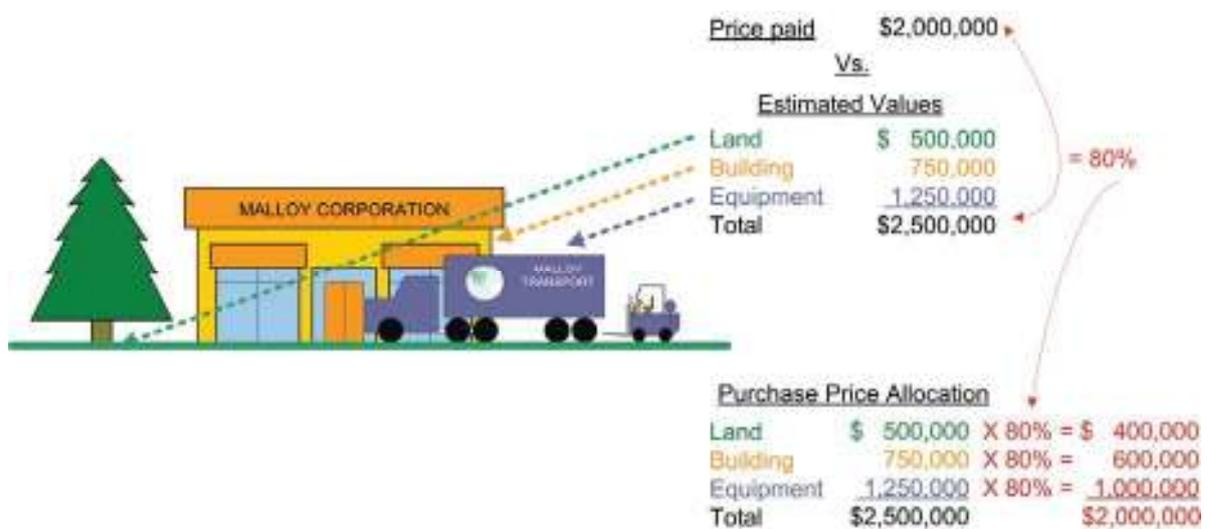 Price paid $2,000,000
Vs.
Estimated Values
Land $ 500,000
Building 750,000
Equipment 1,250,000
Total $2,500,000
= 80%
MALLOY CORPORATION
MALLOY
TRANSPORT
Purchase Price Allocation
Land $ 500,000 X 80% = $ 400,000
Building 750,000 X 80% = 600,000
Equipment 1,250,000 X 80% = 1,000,000
Total $2,500,000 $2,000,000